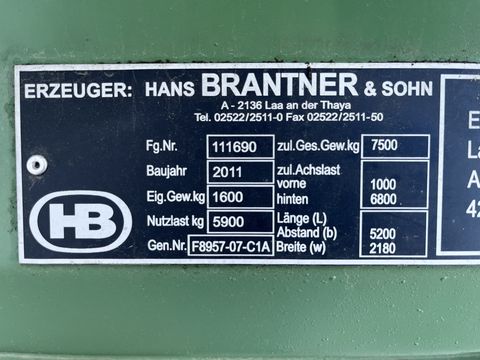 ERZEUGER: HANS BRANTNER & SOHN
A - 2136 Laa an der Thaya
Tel. 02522/2511-0 Fax 02522/2511-50
Fg.Nr. 111690 zul.Ges.Gew.kg 7500
Baujahr 2011 zul.Achslast
vorne 1000
Eig.Gew.kg 1600 hinten 6800
Nutzlast kg 5900 Länge (L)
Abstand (b) 5200
Gen.Nr. F8957-07-C1A Breite (w) 2180
HB
E
La
A
42